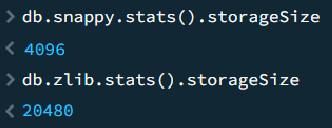 > db.snappy.stats().storageSize
< 4096
> db.zlib.stats().storageSize
< 20480